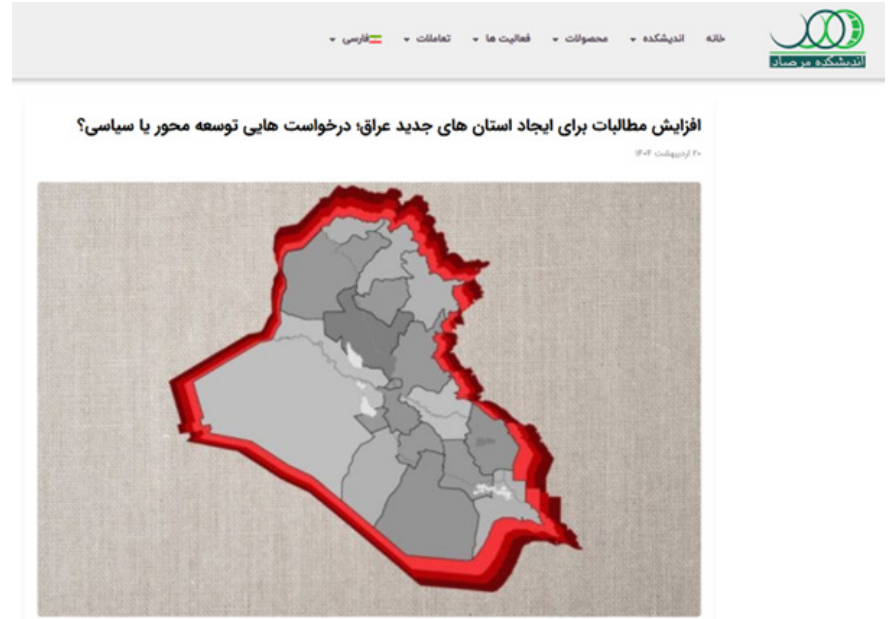 خانه اندیشکده محصولات فعالیت ها تعاملات فارسی
اندیشکده مرصاد
افزایش مطالبات برای ایجاد استان های جدید عراق؛ درخواست هایی توسعه محور یا سیاسی؟
۲۰ اردیبهشت ۱۴۰۴